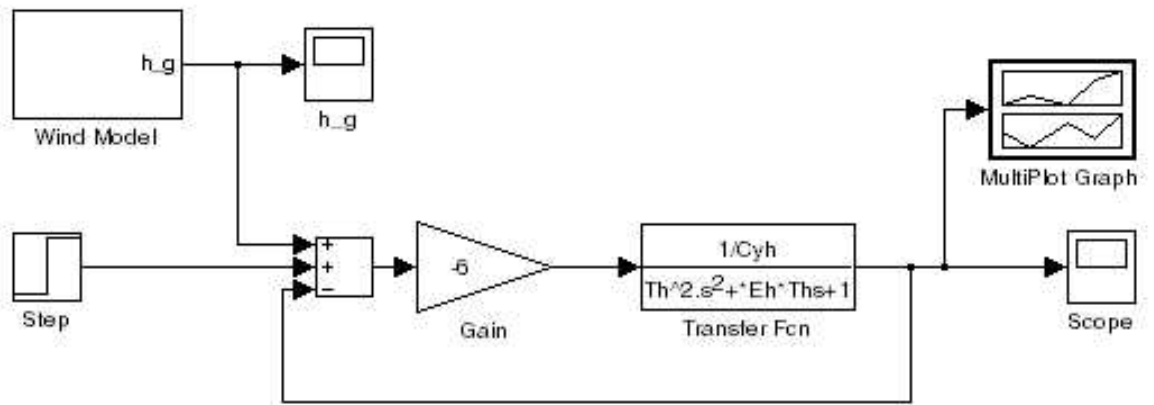 h_g
Wind Model
h_g
MultiPlot Graph
Step
+
+
−
-6
Gain
1/Cyh
Th^2.s²+*Eh*Ths+1
Transfer Fcn
Scope